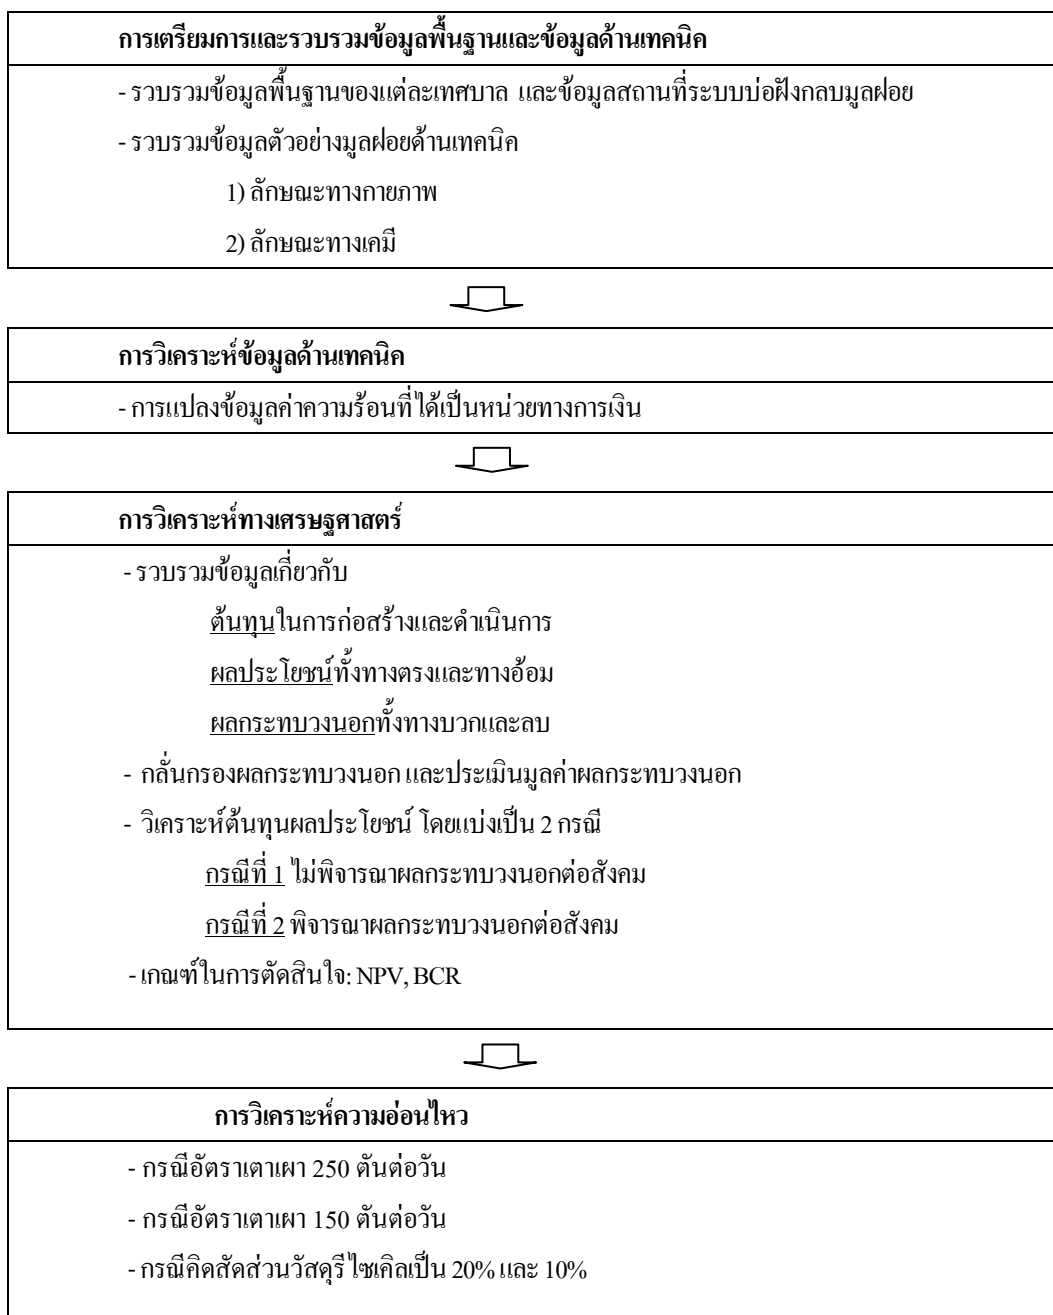 การเตรียมการและรวบรวมข้อมูลพื้นฐานและข้อมูลด้านเทคนิค
- รวบรวมข้อมูลพื้นฐานของแต่ละเทศบาล และข้อมูลสถานที่ระบบบ่อฝังกลบมูลฝอย
- รวบรวมข้อมูลตัวอย่างมูลฝอยด้านเทคนิค
1) ลักษณะทางกายภาพ
2) ลักษณะทางเคมี
การวิเคราะห์ข้อมูลด้านเทคนิค
- การแปลงข้อมูลค่าความร้อนที่ได้เป็นหน่วยทางการเงิน
การวิเคราะห์ทางเศรษฐศาสตร์
- รวบรวมข้อมูลเกี่ยวกับ
ต้นทุนในการก่อสร้างและดำเนินการ
ผลประโยชน์ทั้งทางตรงและทางอ้อม
ผลกระทบวงนอกทั้งทางบวกและลบ
- กลั่นกรองผลกระทบวงนอก และประเมินมูลค่าผลกระทบวงนอก
- วิเคราะห์ต้นทุนผลประโยชน์ โดยแบ่งเป็น 2 กรณี
กรณีที่ 1 ไม่พิจารณาผลกระทบวงนอกต่อสังคม
กรณีที่ 2 พิจารณาผลกระทบวงนอกต่อสังคม
- เกณฑ์ในการตัดสินใจ: NPV, BCR
การวิเคราะห์ความอ่อนไหว
- กรณีอัตราเตาเผา 250 ตันต่อวัน
- กรณีอัตราเตาเผา 150 ตันต่อวัน
- กรณีคิดสัดส่วนวัสดุรีไซเคิลเป็น 20% และ 10%